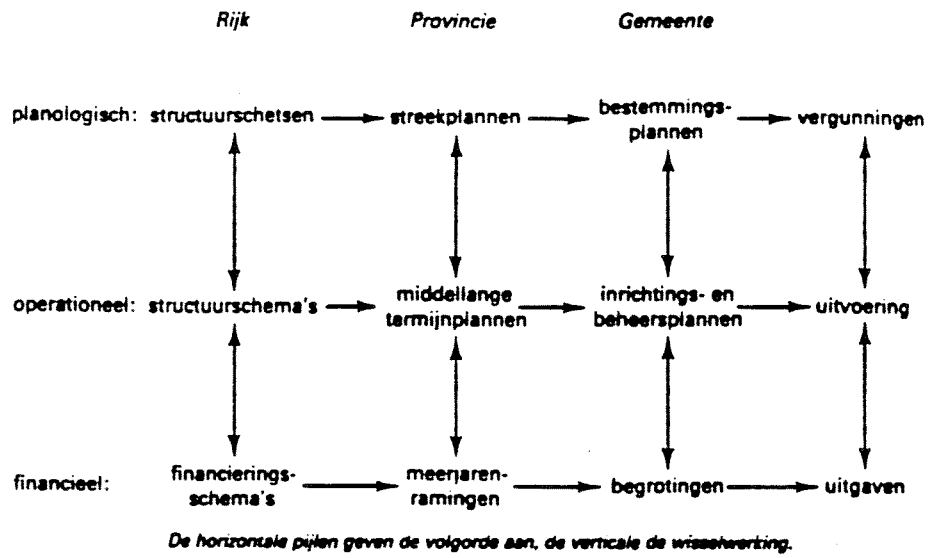 Rijk Provincie Gemeente
planologisch: structuurschetsen streekplannen bestemmings-
plannen vergunningen
operationeel: structuurschema's middellange
termijnplannen inrichtings- en
beheersplannen uitvoering
financieel: financierings-
schema's meerjaren-
ramingen begrotingen uitgaven
De horizontale pijlen geven de volgorde aan, de verticale de wisselwerking.